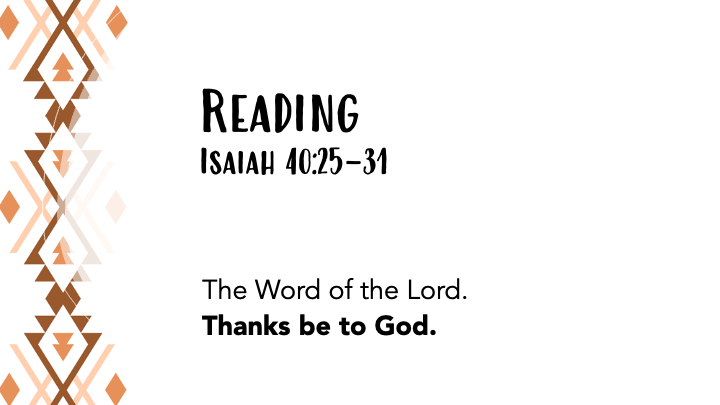 READING
ISAIAH 40:25–31
The Word of the Lord.
Thanks be to God.